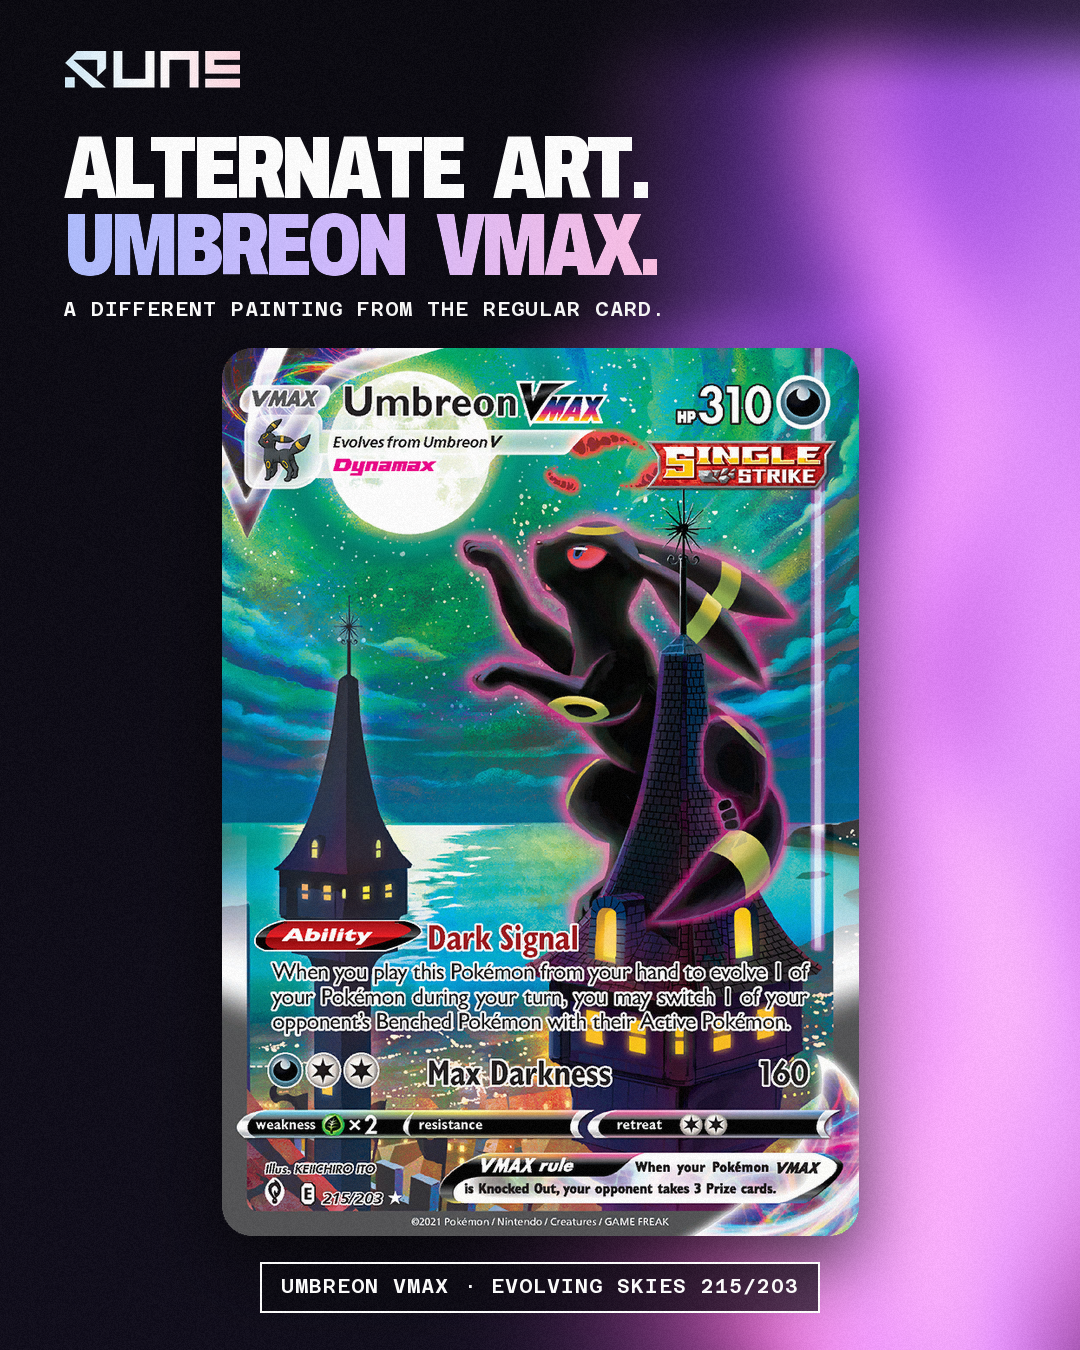 RUNE
ALTERNATE ART.
UMBREON VMAX.
A DIFFERENT PAINTING FROM THE REGULAR CARD.
VMAX Umbreon VMAX HP 310
Evolves from Umbreon V
Dynamax
SINGLE STRIKE
Ability Dark Signal
When you play this Pokémon from your hand to evolve 1 of
your Pokémon during your turn, you may switch 1 of your
opponent's Benched Pokémon with their Active Pokémon.
Max Darkness 160
weakness ×2 resistance retreat
Illus. KEIICHIRO ITO
E 215/203 ★
VMAX rule When your Pokémon VMAX
is Knocked Out, your opponent takes 3 Prize cards.
©2021 Pokémon / Nintendo / Creatures / GAME FREAK
UMBREON VMAX · EVOLVING SKIES 215/203